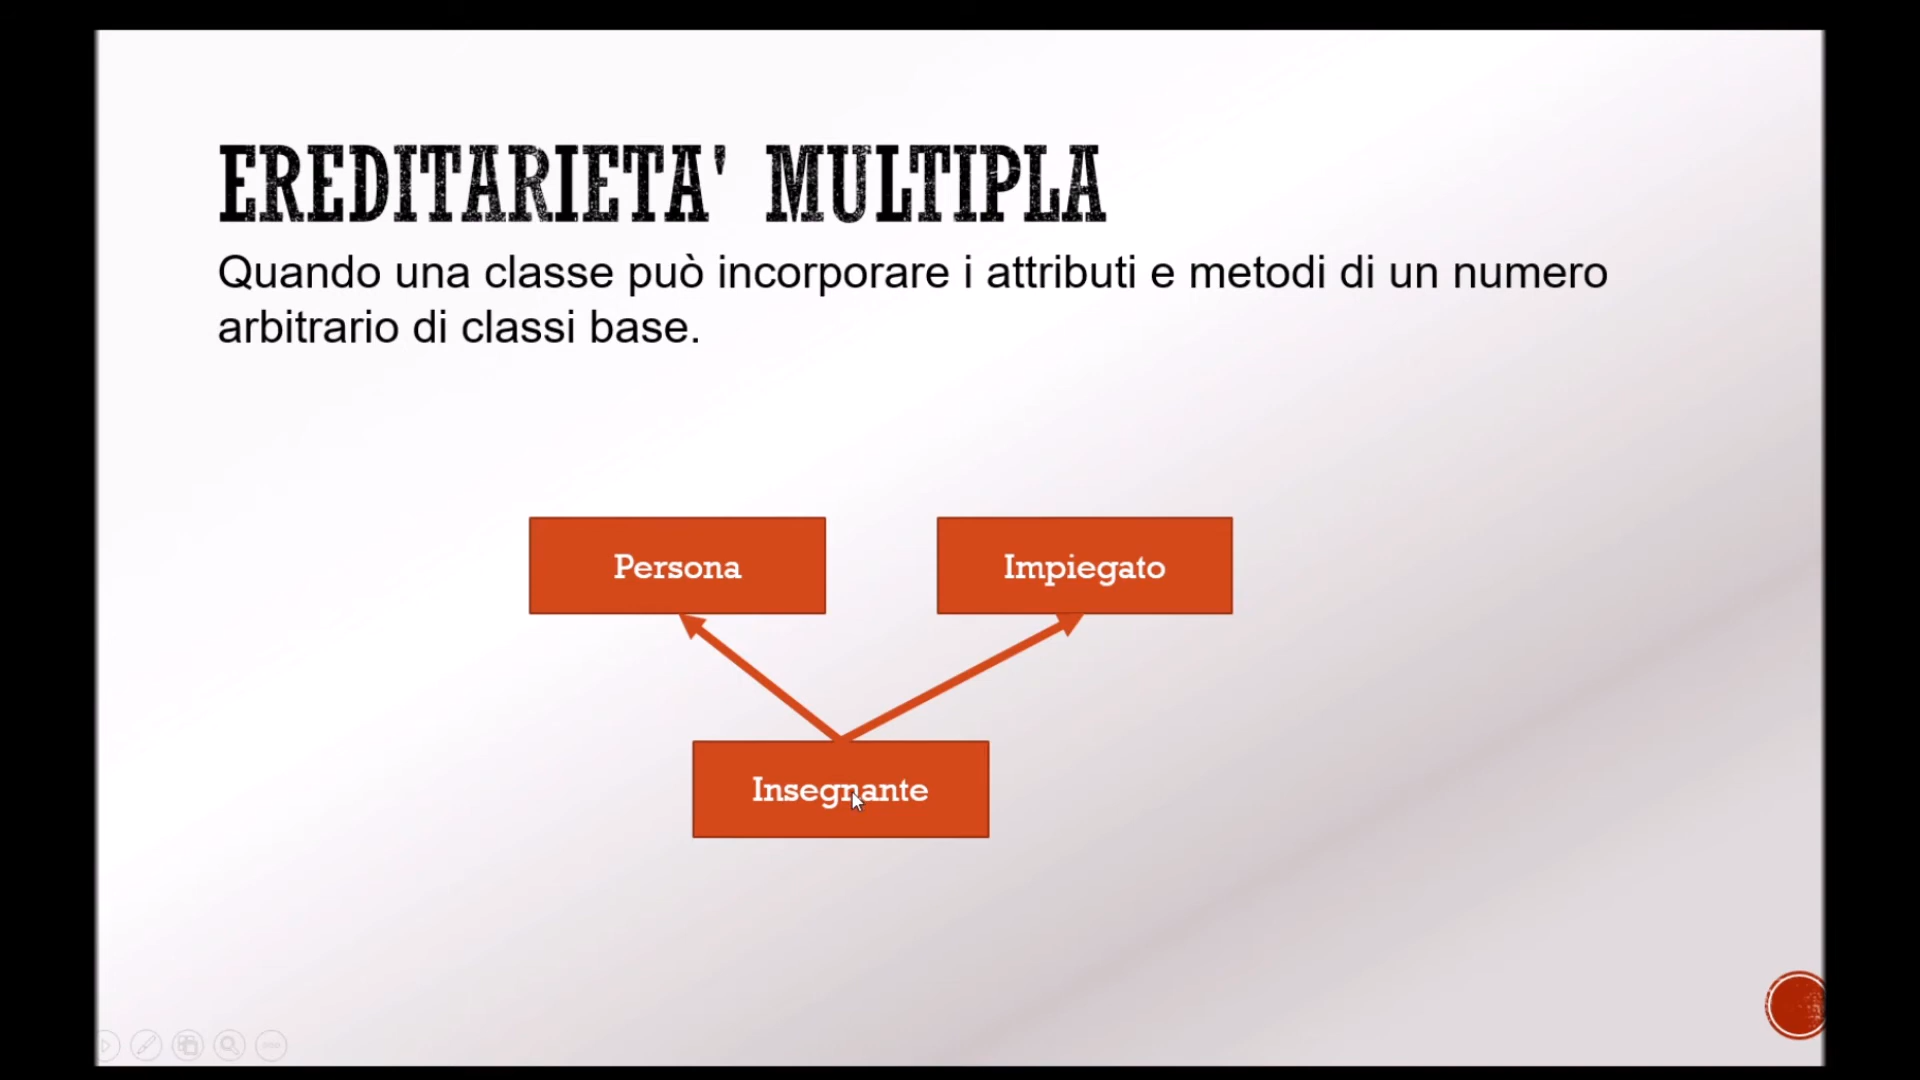 EREDITARIETA' MULTIPLA
Quando una classe può incorporare i attributi e metodi di un numero
arbitrario di classi base.
Persona
Impiegato
Insegnante